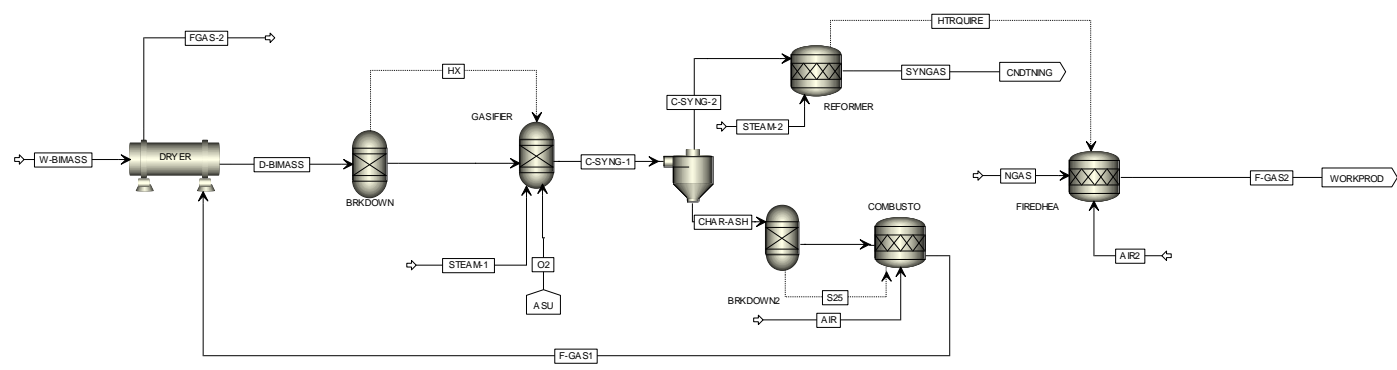 FGAS-2
HTRQUIRE
HX
SYNGAS
CNDTNING
C-SYNG-2
REFORMER
GASIFIER
STEAM-2
W-BIMASS
DRYER
D-BIMASS
C-SYNG-1
NGAS
F-GAS2
WORKPROD
BRKDOWN
FIREDHEA
CHAR-ASH
COMBUSTO
AIR2
STEAM-1
O2
BRKDOWN2
S25
ASU
AIR
F-GAS1